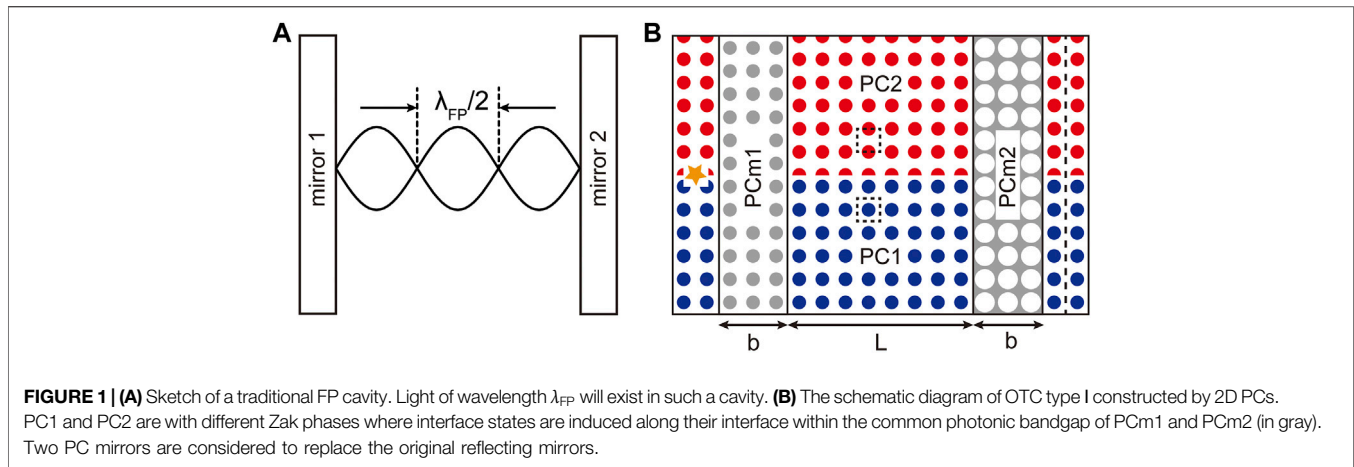 A
mirror 1
λFP/2
mirror 2
B
PCm1
PC2
PC1
PCm2
b
L
b
FIGURE 1 | (A) Sketch of a traditional FP cavity. Light of wavelength λFP will exist in such a cavity. (B) The schematic diagram of OTC type I constructed by 2D PCs.
PC1 and PC2 are with different Zak phases where interface states are induced along their interface within the common photonic bandgap of PCm1 and PCm2 (in gray).
Two PC mirrors are considered to replace the original reflecting mirrors.